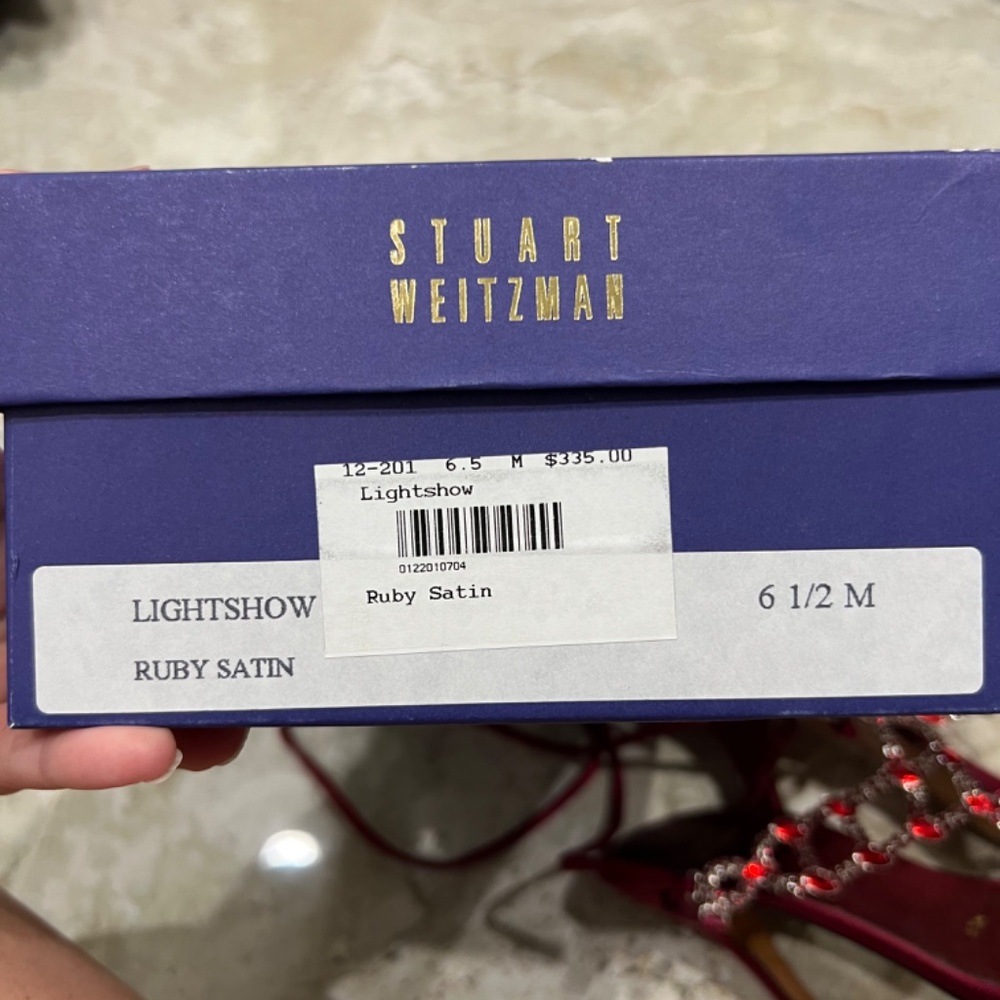 STUART
WEITZMAN
12-201 6.5 M $335.00
Lightshow
0122010704
Ruby Satin
LIGHTSHOW 6 1/2 M
RUBY SATIN